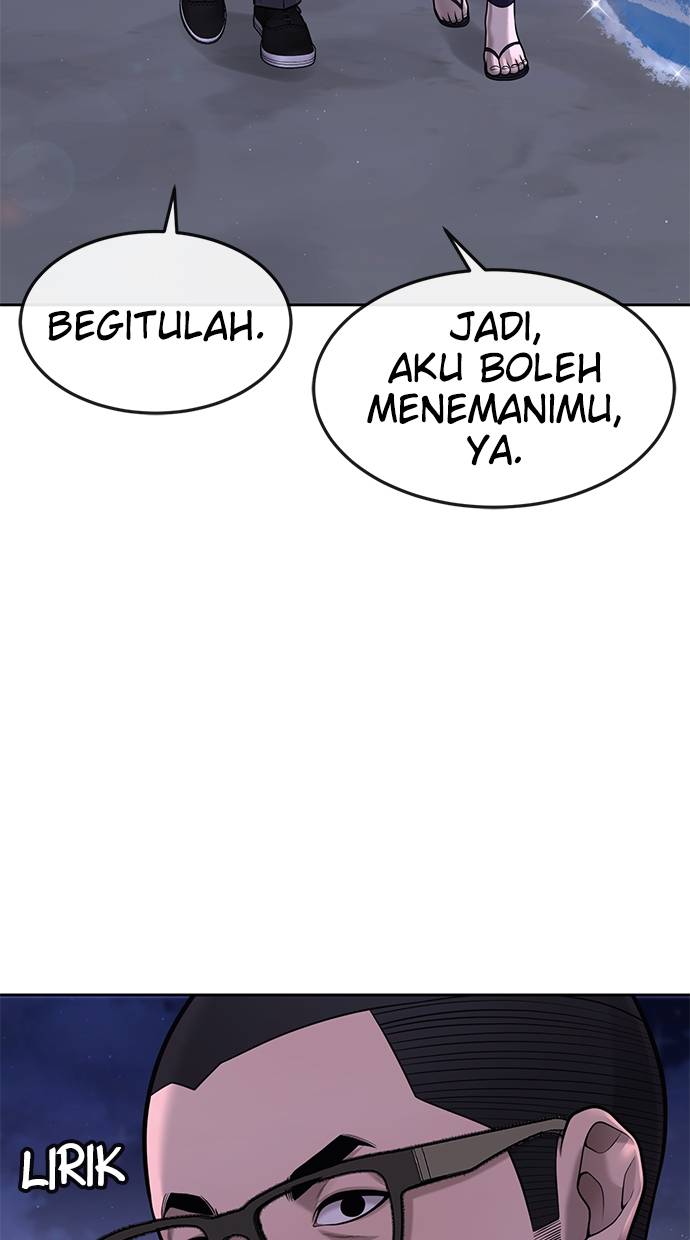 BEGITULAH.
JADI,
AKU BOLEH
MENEMANIMU,
YA.
LIRIK